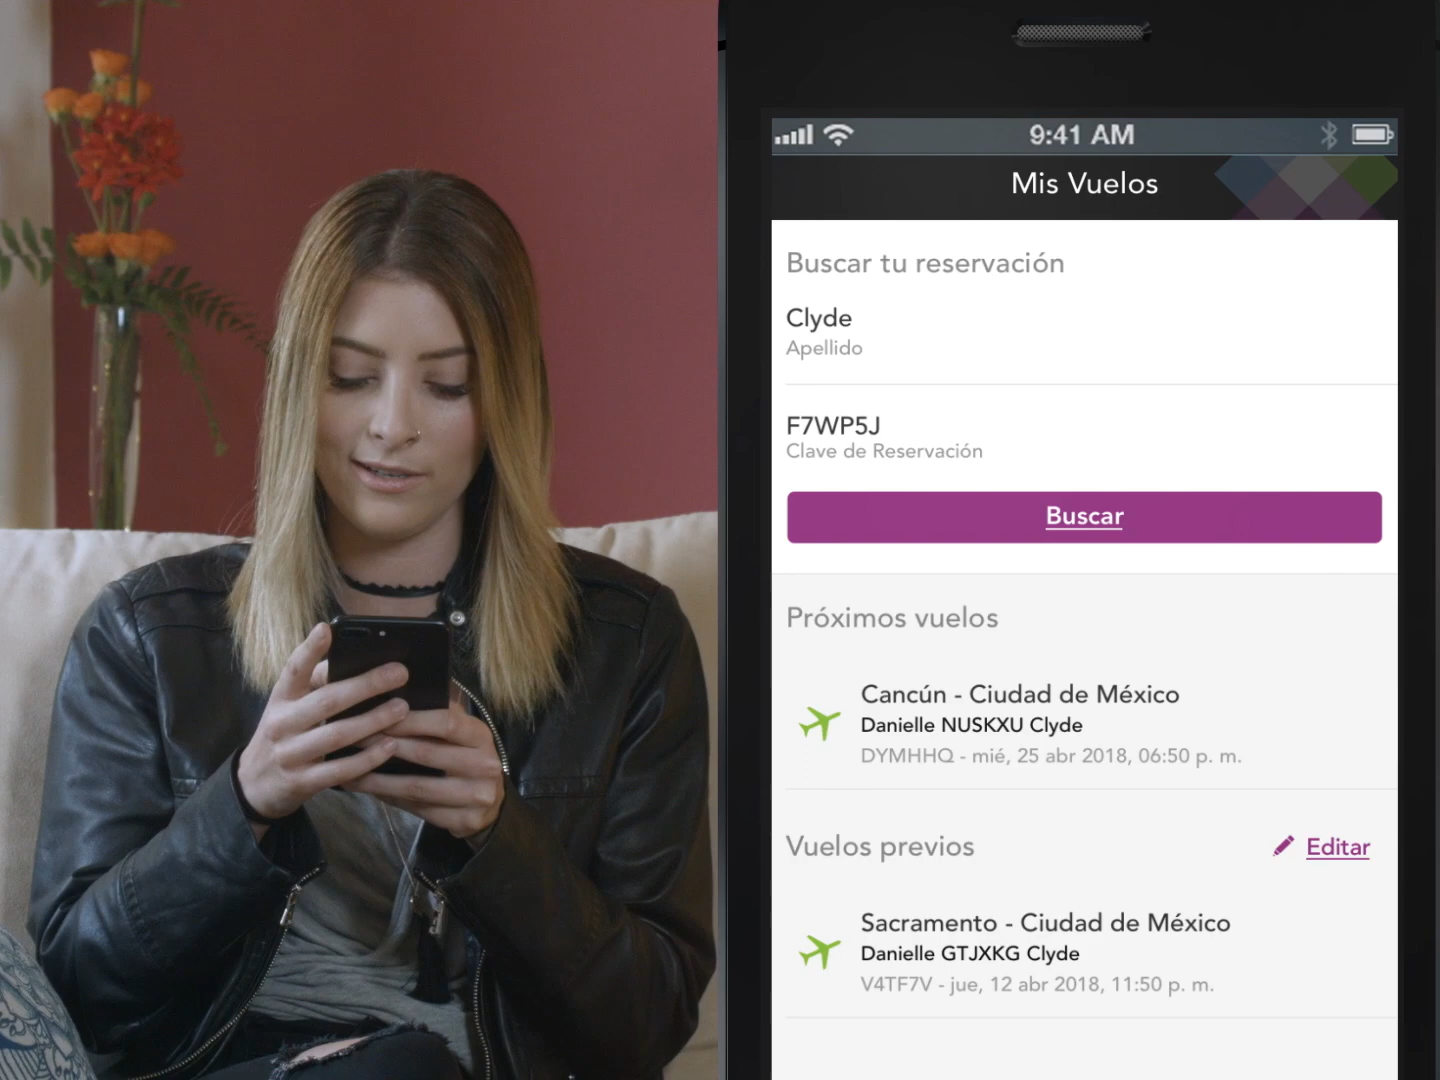 9:41 AM
Mis Vuelos
Buscar tu reservación
Clyde
Apellido
F7WP5J
Clave de Reservación
Buscar
Próximos vuelos
Cancún - Ciudad de México
Danielle NUSKXU Clyde
DYMHHQ - mié, 25 abr 2018, 06:50 p. m.
Vuelos previos
Editar
Sacramento - Ciudad de México
Danielle GTJXKG Clyde
V4TF7V - jue, 12 abr 2018, 11:50 p. m.